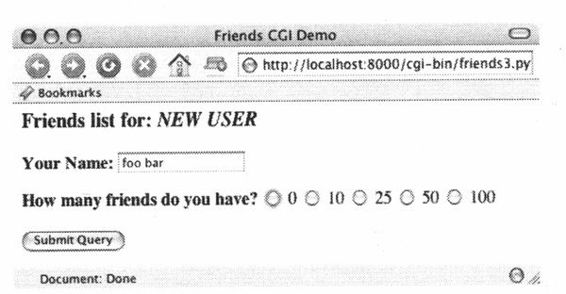 Friends CGI Demo
http://localhost:8000/cgi-bin/friends3.py
Bookmarks
Friends list for: NEW USER
Your Name: foo bar
How many friends do you have? 0 10 25 50 100
Submit Query
Document: Done